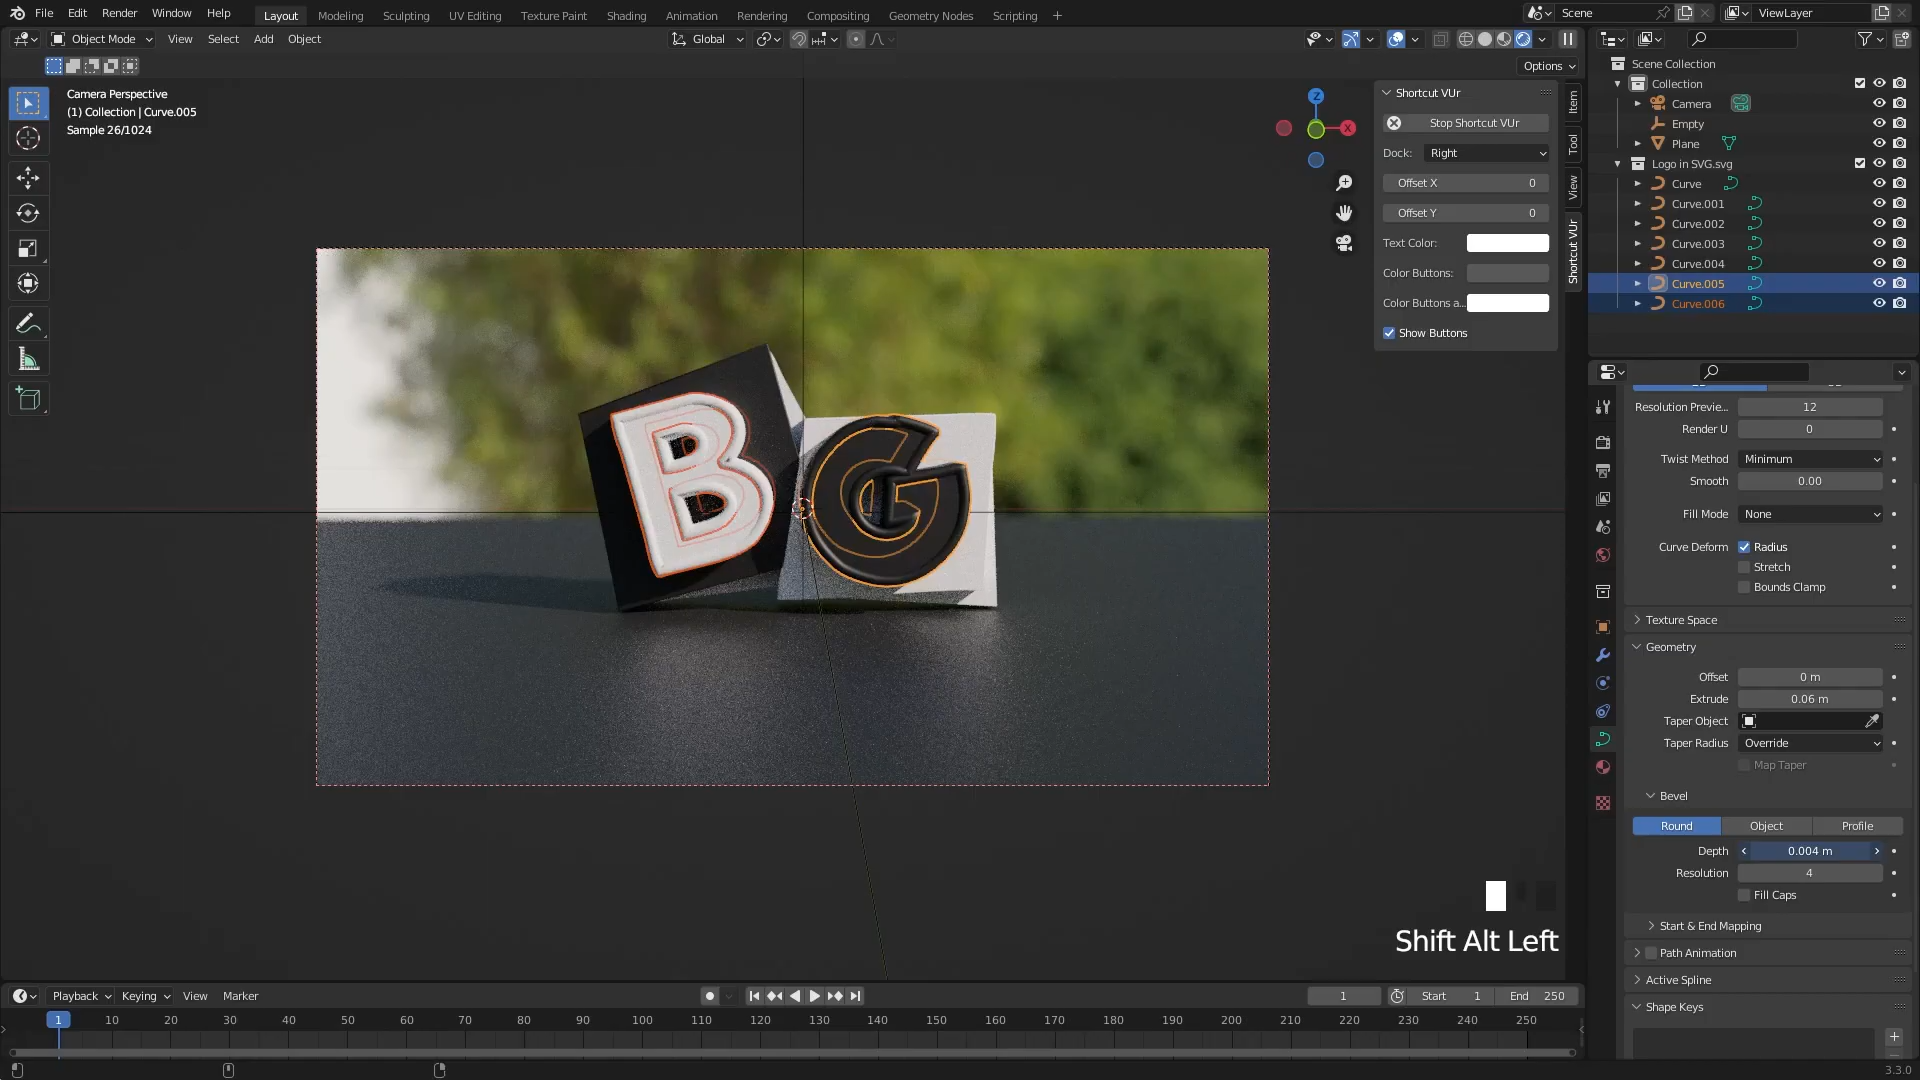 File Edit Render Window Help Layout Modeling Sculpting UV Editing Texture Paint Shading Animation Rendering Compositing Geometry Nodes Scripting + Scene ViewLayer
Object Mode View Select Add Object Global
Options
Camera Perspective
(1) Collection | Curve.005
Sample 26/1024
Z
X
Shortcut VUr
Stop Shortcut VUr
Dock: Right
Offset X 0
Offset Y 0
Text Color:
Color Buttons:
Color Buttons a...
Show Buttons
Item
Tool
View
Shortcut VUr
B G
Shift Alt Left
Scene Collection
Collection
Camera
Empty
Plane
Logo in SVG.svg
Curve
Curve.001
Curve.002
Curve.003
Curve.004
Curve.005
Curve.006
Resolution Previe... 12
Render U 0
Twist Method Minimum
Smooth 0.00
Fill Mode None
Curve Deform Radius
Stretch
Bounds Clamp
Texture Space
Geometry
Offset 0 m
Extrude 0.06 m
Taper Object
Taper Radius Override
Map Taper
Bevel
Round Object Profile
Depth 0.004 m
Resolution 4
Fill Caps
Start & End Mapping
Path Animation
Active Spline
Shape Keys
Playback Keying View Marker 1 Start 1 End 250
1 10 20 30 40 50 60 70 80 90 100 110 120 130 140 150 160 170 180 190 200 210 220 230 240 250
3.3.0